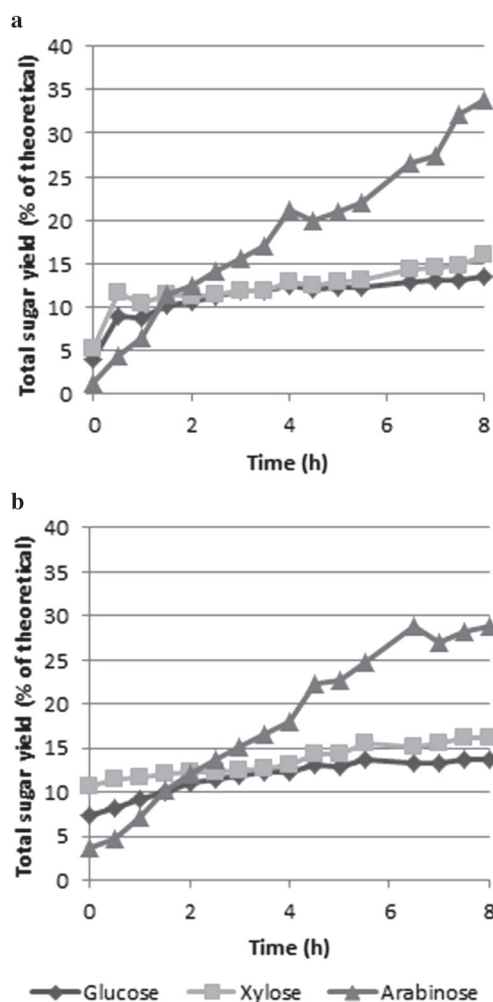 a
Total sugar yield (% of theoretical)
40
35
30
25
20
15
10
5
0
0 2 4 6 8
Time (h)
b
Total sugar yield (% of theoretical)
40
35
30
25
20
15
10
5
0
0 2 4 6 8
Time (h)
Glucose Xylose Arabinose